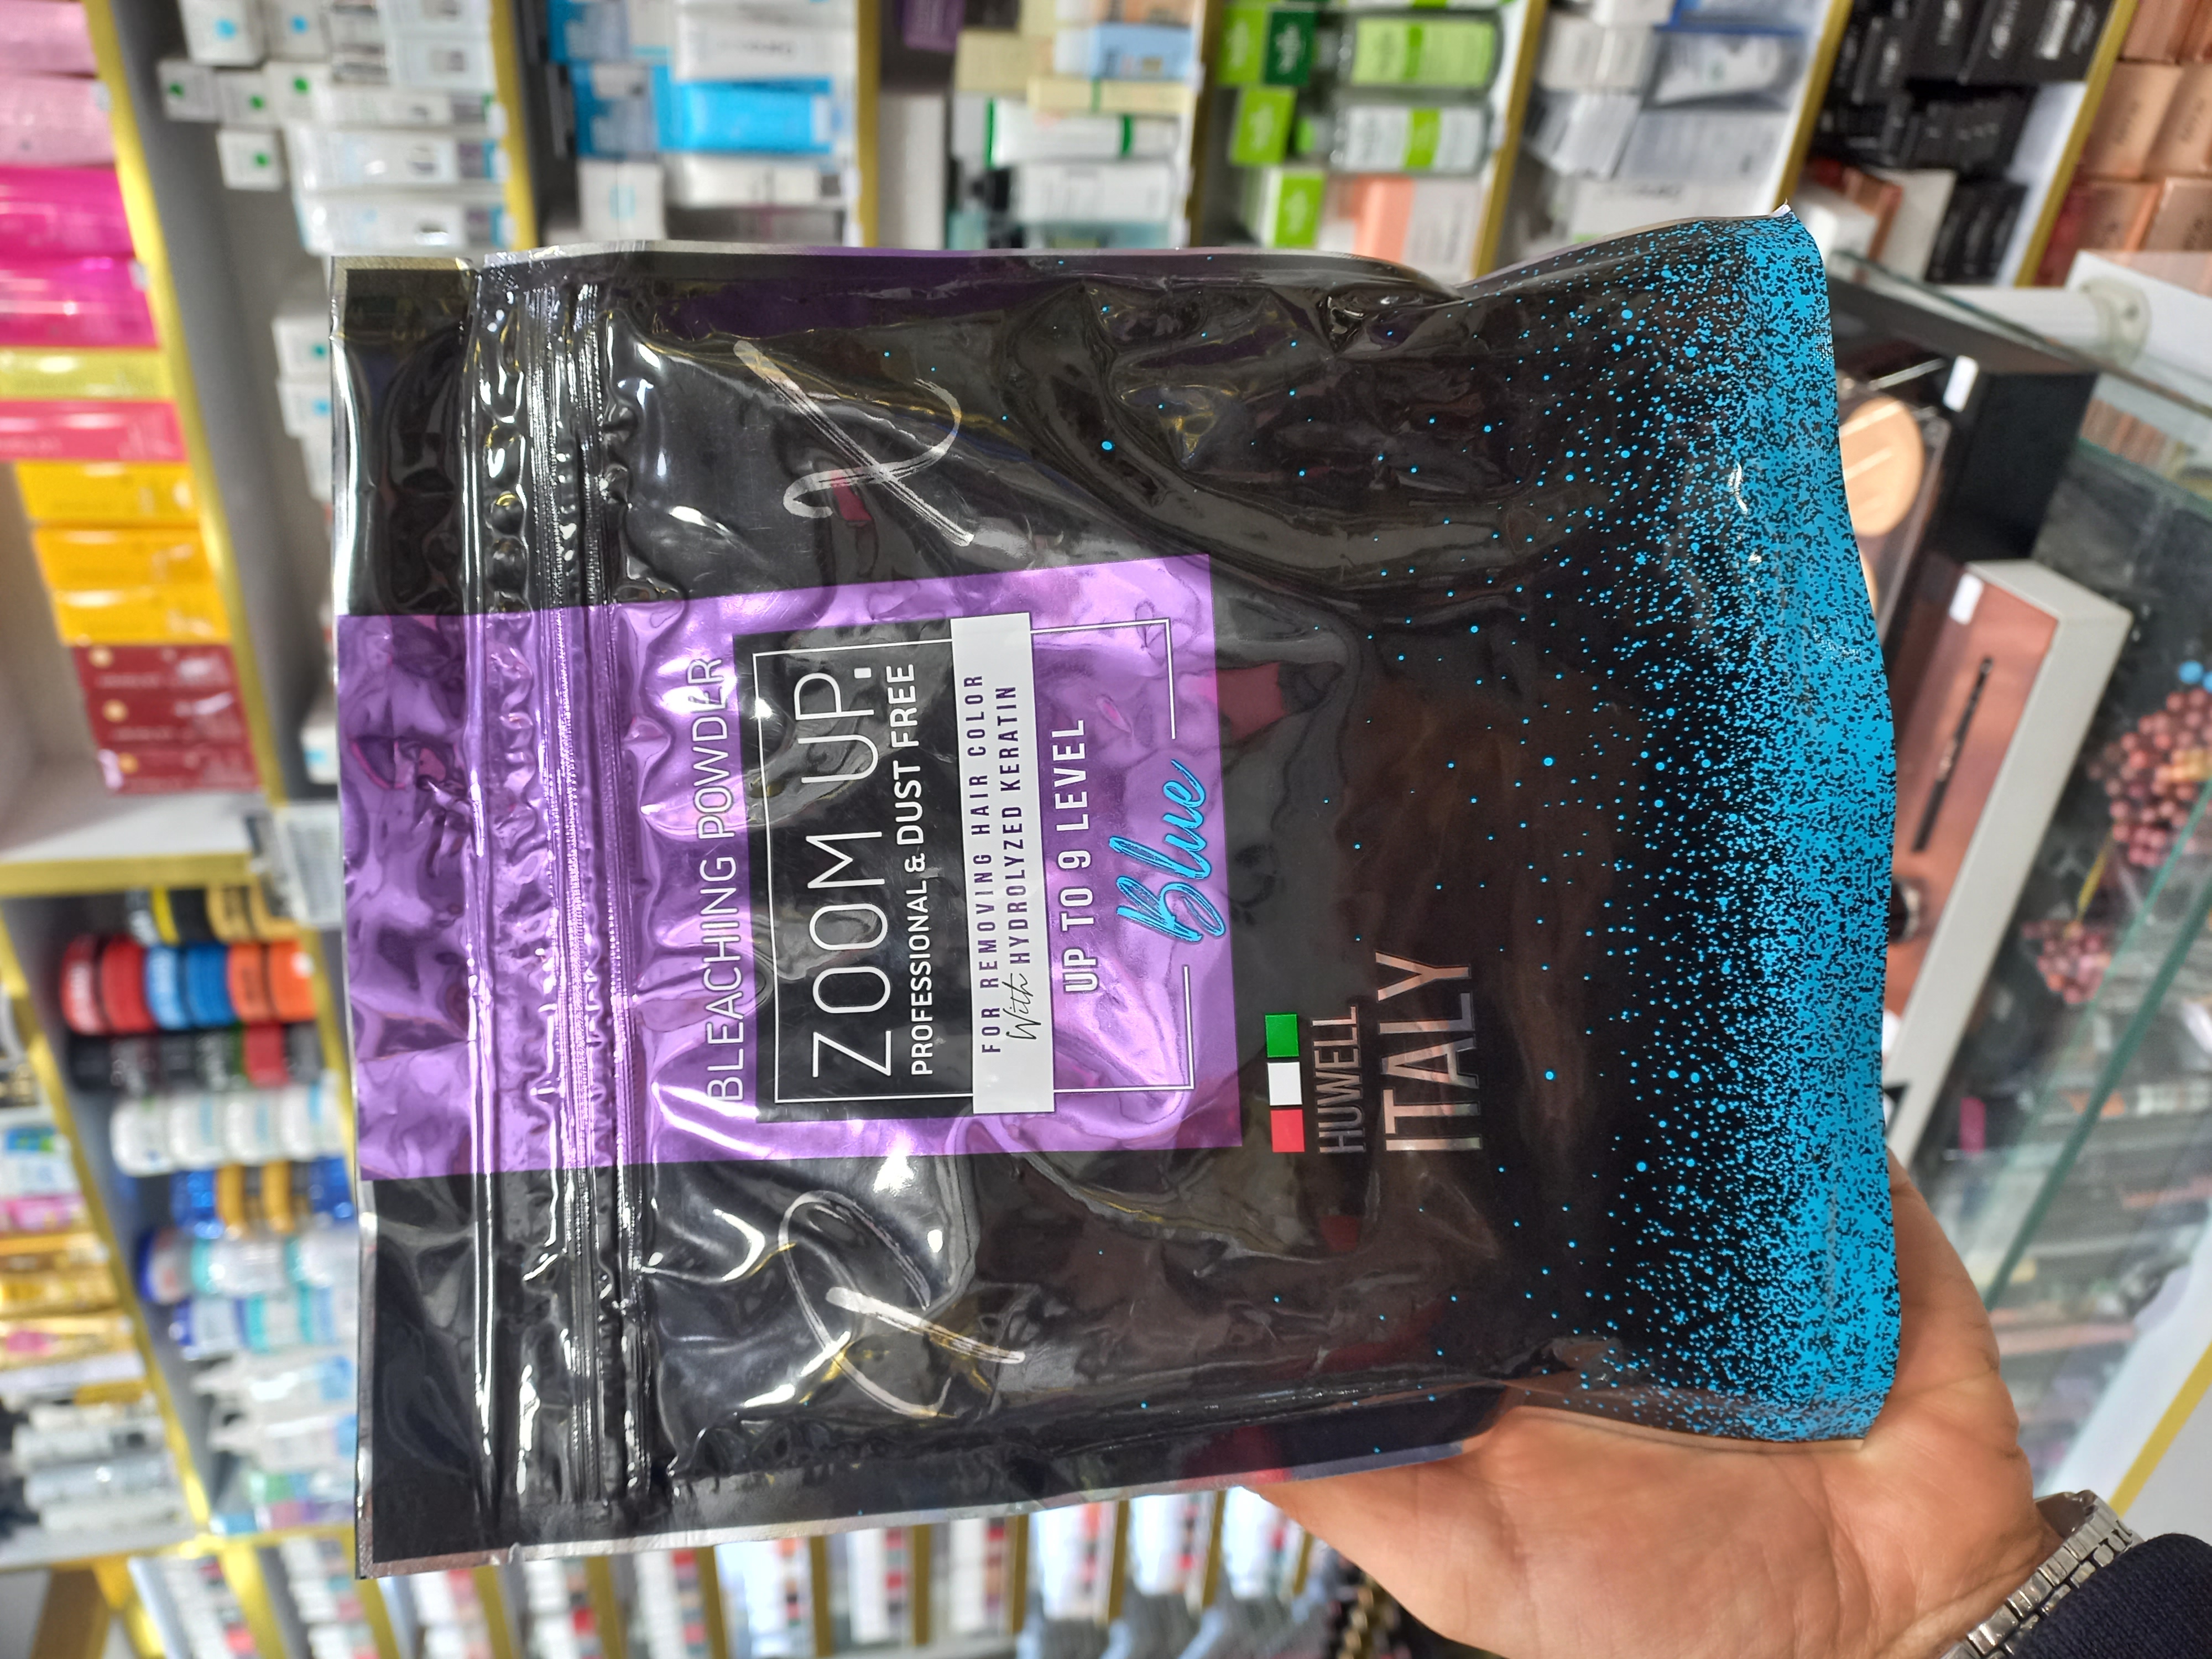 BLEACHING POWDER
ZOOM UP.
PROFESSIONAL & DUST FREE
FOR REMOVING HAIR COLOR
With HYDROLYZED KERATIN
UP TO 9 LEVEL
Blue
HUWELL
ITALY